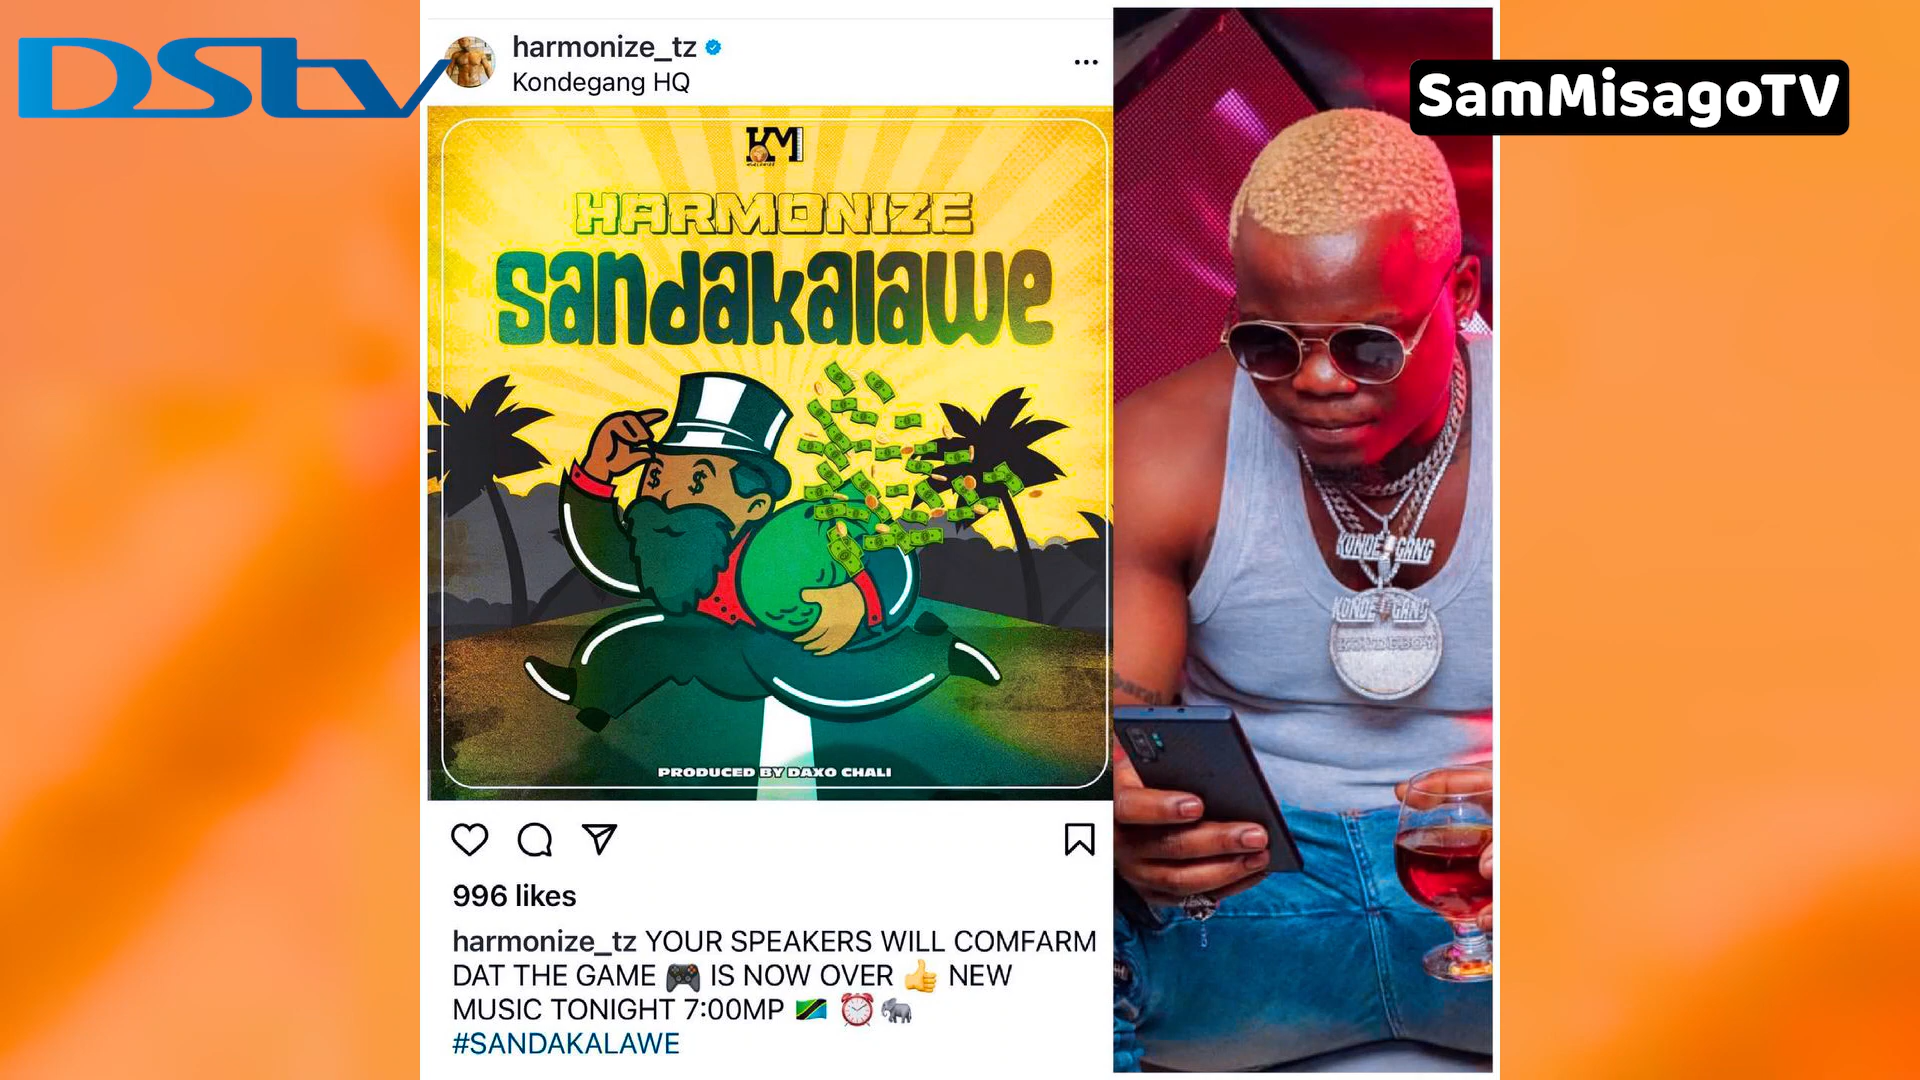 DStv
harmonize_tz
Kondegang HQ
SamMisagoTV
KM
HARMONIZE
Sandakalawe
PRODUCED BY DAXO CHALI
KONDE GANG
KONDE GANG
996 likes
harmonize_tz YOUR SPEAKERS WILL COMFARM
DAT THE GAME 🎮 IS NOW OVER 👍 NEW
MUSIC TONIGHT 7:00MP 🇹🇿 ⏰🐘
#SANDAKALAWE